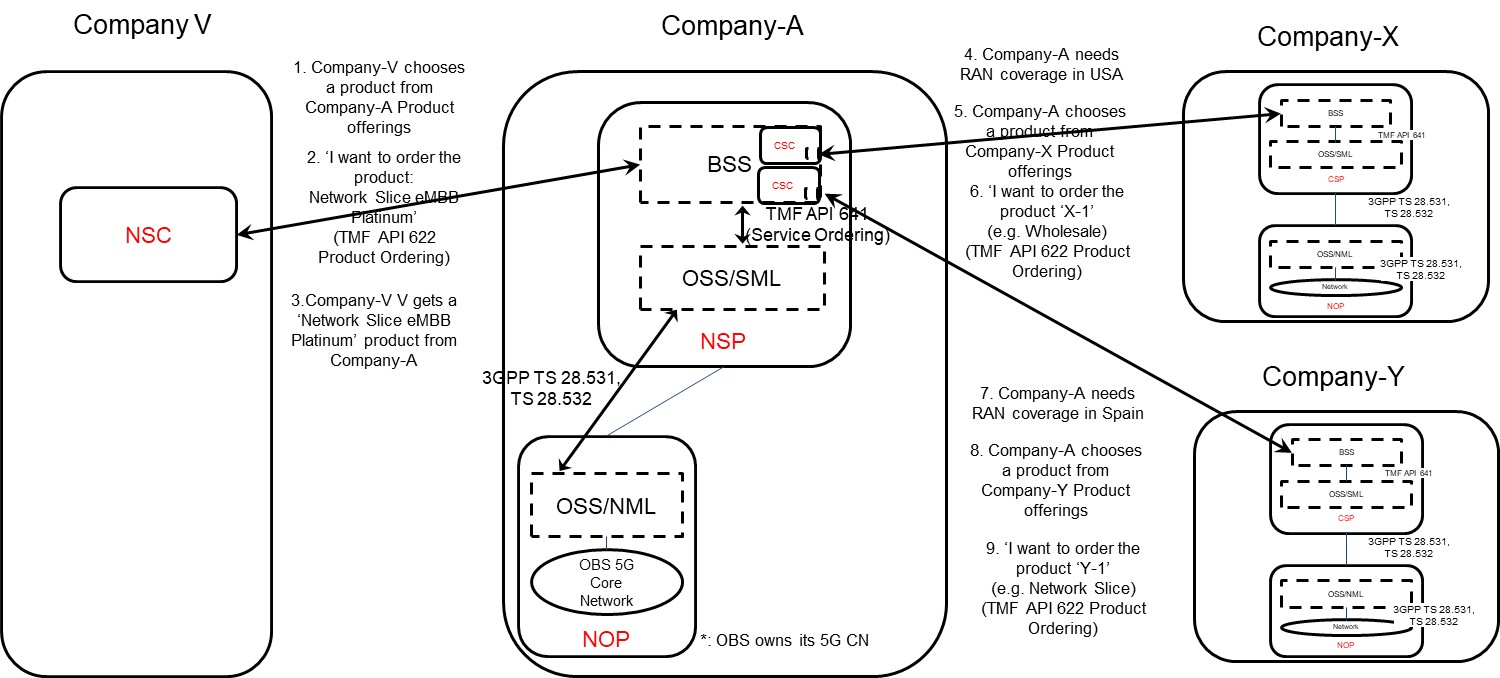 Company V
NSC
1. Company-V chooses
a product from
Company-A Product
offerings
2. ‘I want to order the
product:
Network Slice eMBB
Platinum’
(TMF API 622
Product Ordering)
3.Company-V V gets a
‘Network Slice eMBB
Platinum’ product from
Company-A
Company-A
BSS
CSC
CSC
TMF API 641
(Service Ordering)
OSS/SML
NSP
3GPP TS 28.531,
TS 28.532
OSS/NML
OBS 5G
Core
Network
NOP
*: OBS owns its 5G CN
4. Company-A needs
RAN coverage in USA
5. Company-A chooses
a product from
Company-X Product
offerings
6. ‘I want to order the
product ‘X-1’
(e.g. Wholesale)
(TMF API 622 Product
Ordering)
7. Company-A needs
RAN coverage in Spain
8. Company-A chooses
a product from
Company-Y Product
offerings
9. ‘I want to order the
product ‘Y-1’
(e.g. Network Slice)
(TMF API 622 Product
Ordering)
Company-X
BSS
TMF API 641
OSS/SML
CSP
3GPP TS 28.531,
TS 28.532
OSS/NML
3GPP TS 28.531,
TS 28.532
Network
NOP
Company-Y
BSS
TMF API 641
OSS/SML
CSP
3GPP TS 28.531,
TS 28.532
OSS/NML
3GPP TS 28.531,
TS 28.532
Network
NOP